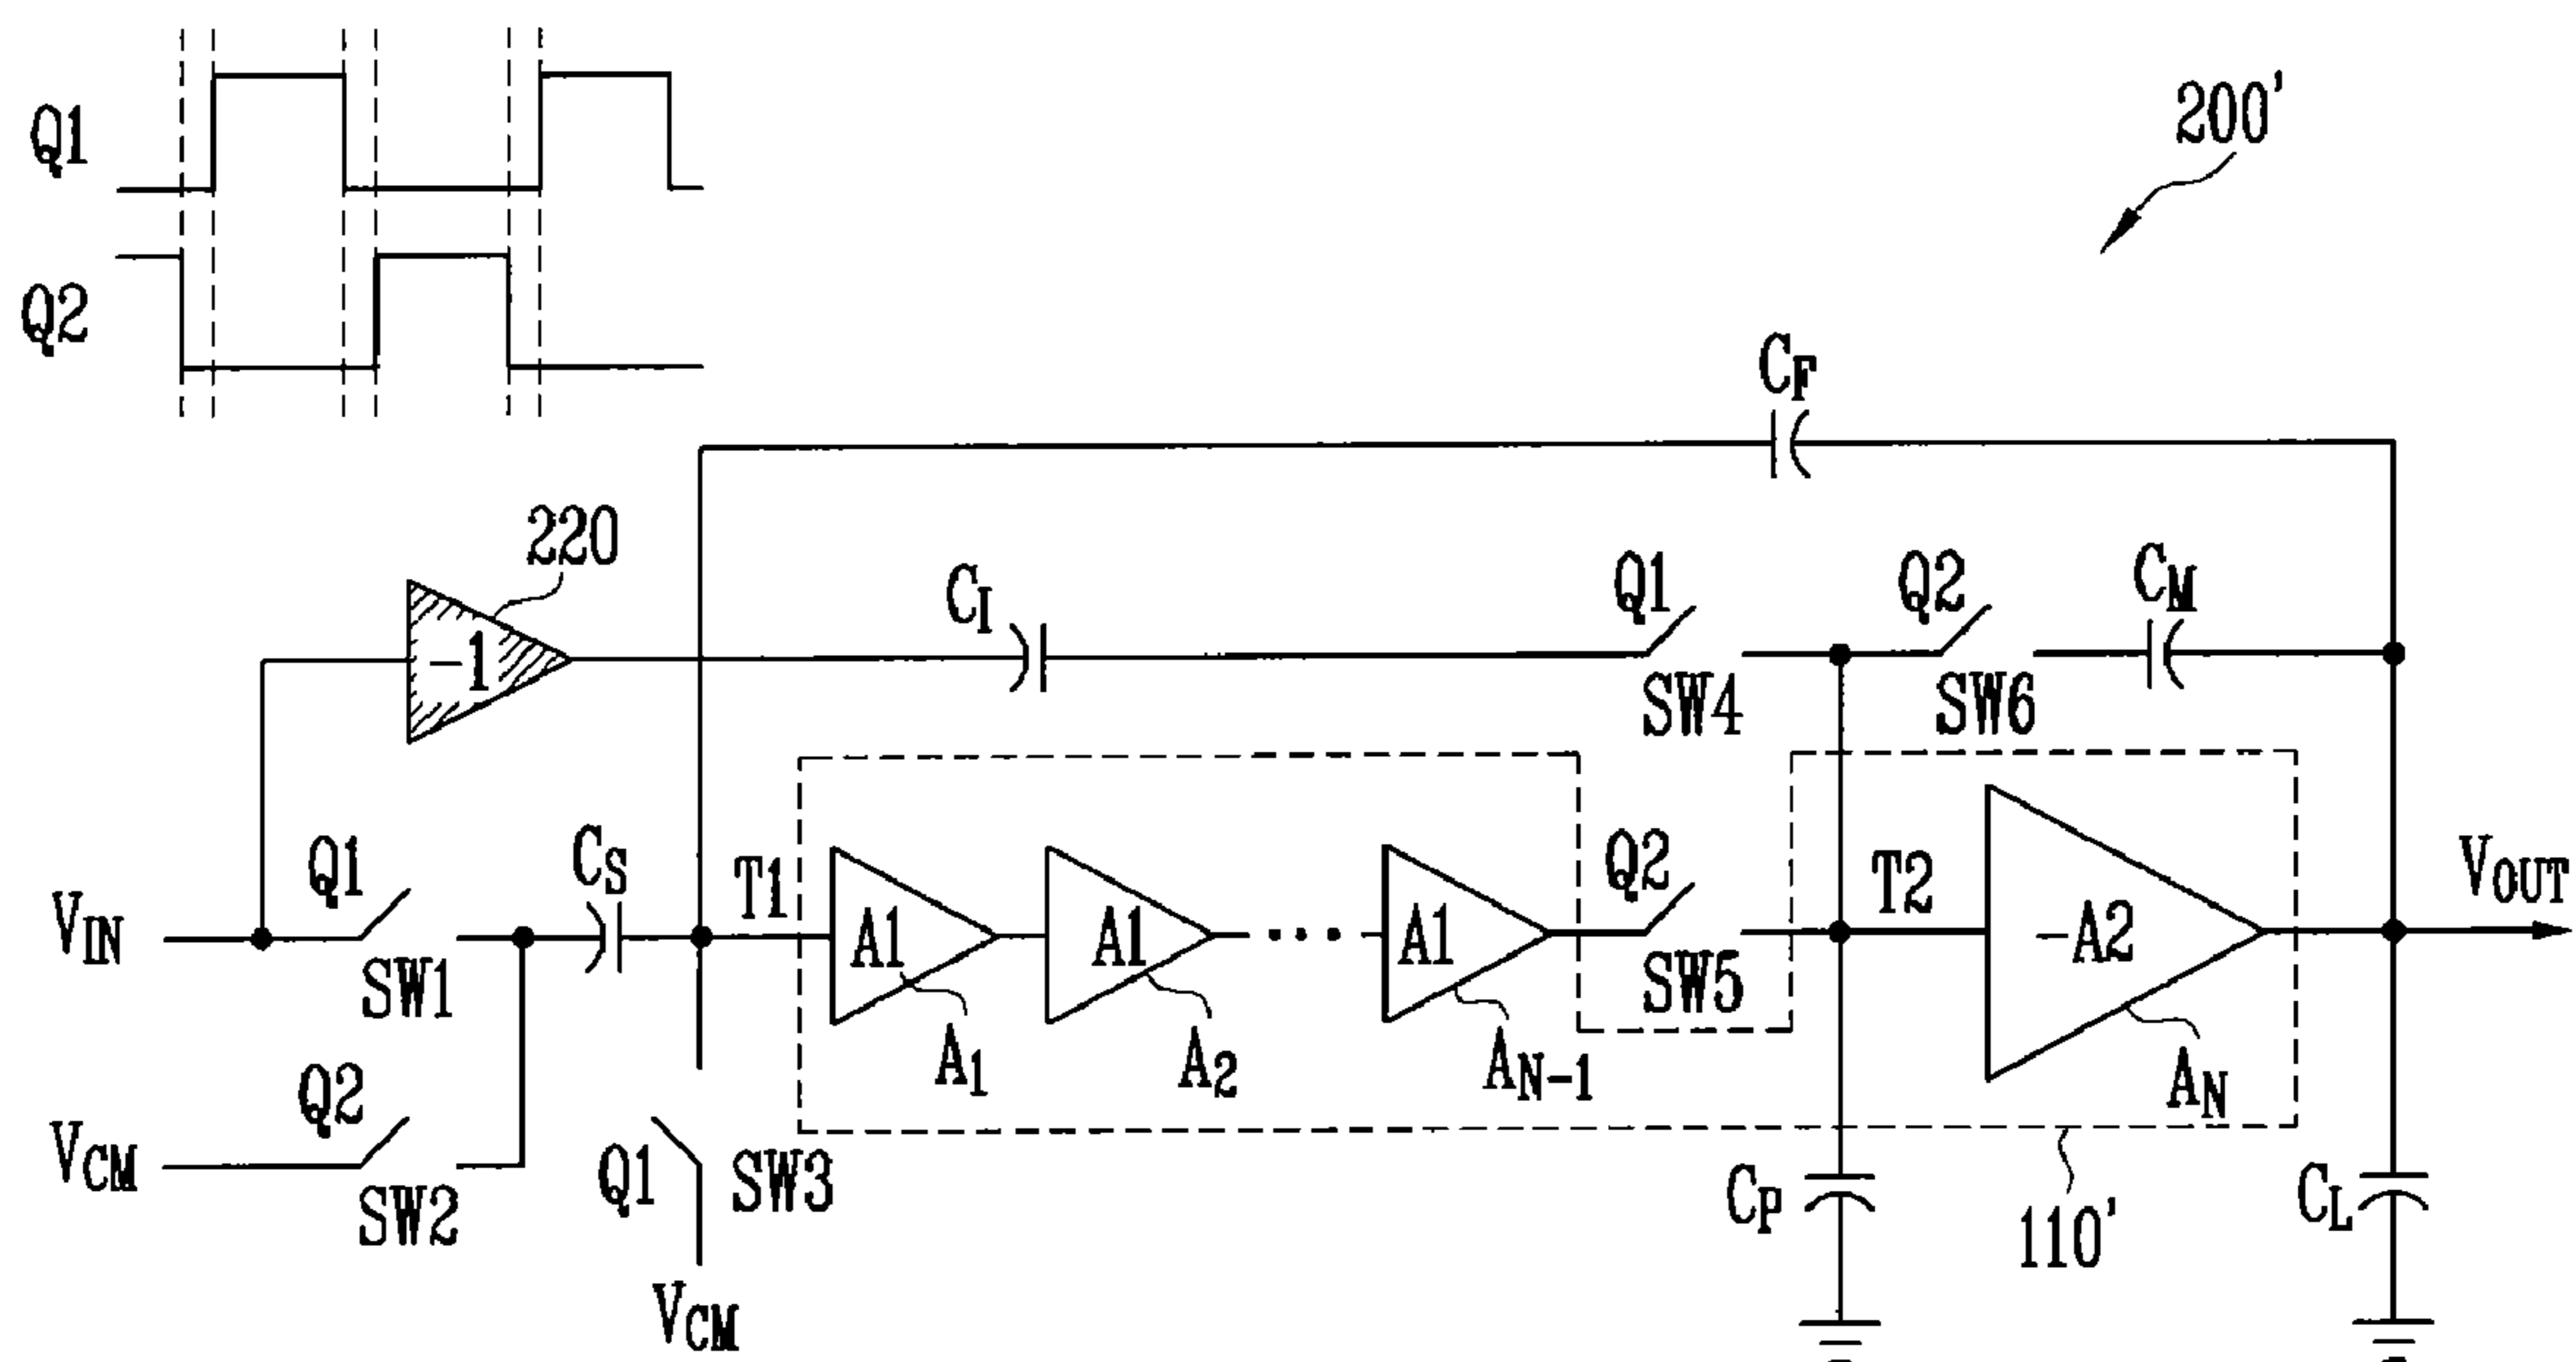 Q1
200'
Q2
CF
220
CI
Q1
Q2
CM
-1
SW4
SW6
Q1
CS
T1
Q2
T2
VOUT
VIN
A1
A1
A1
-A2
SW1
SW5
A1
A2
AN-1
AN
Q2
VCM
Q1
SW3
CP
CL
SW2
110'
VCM